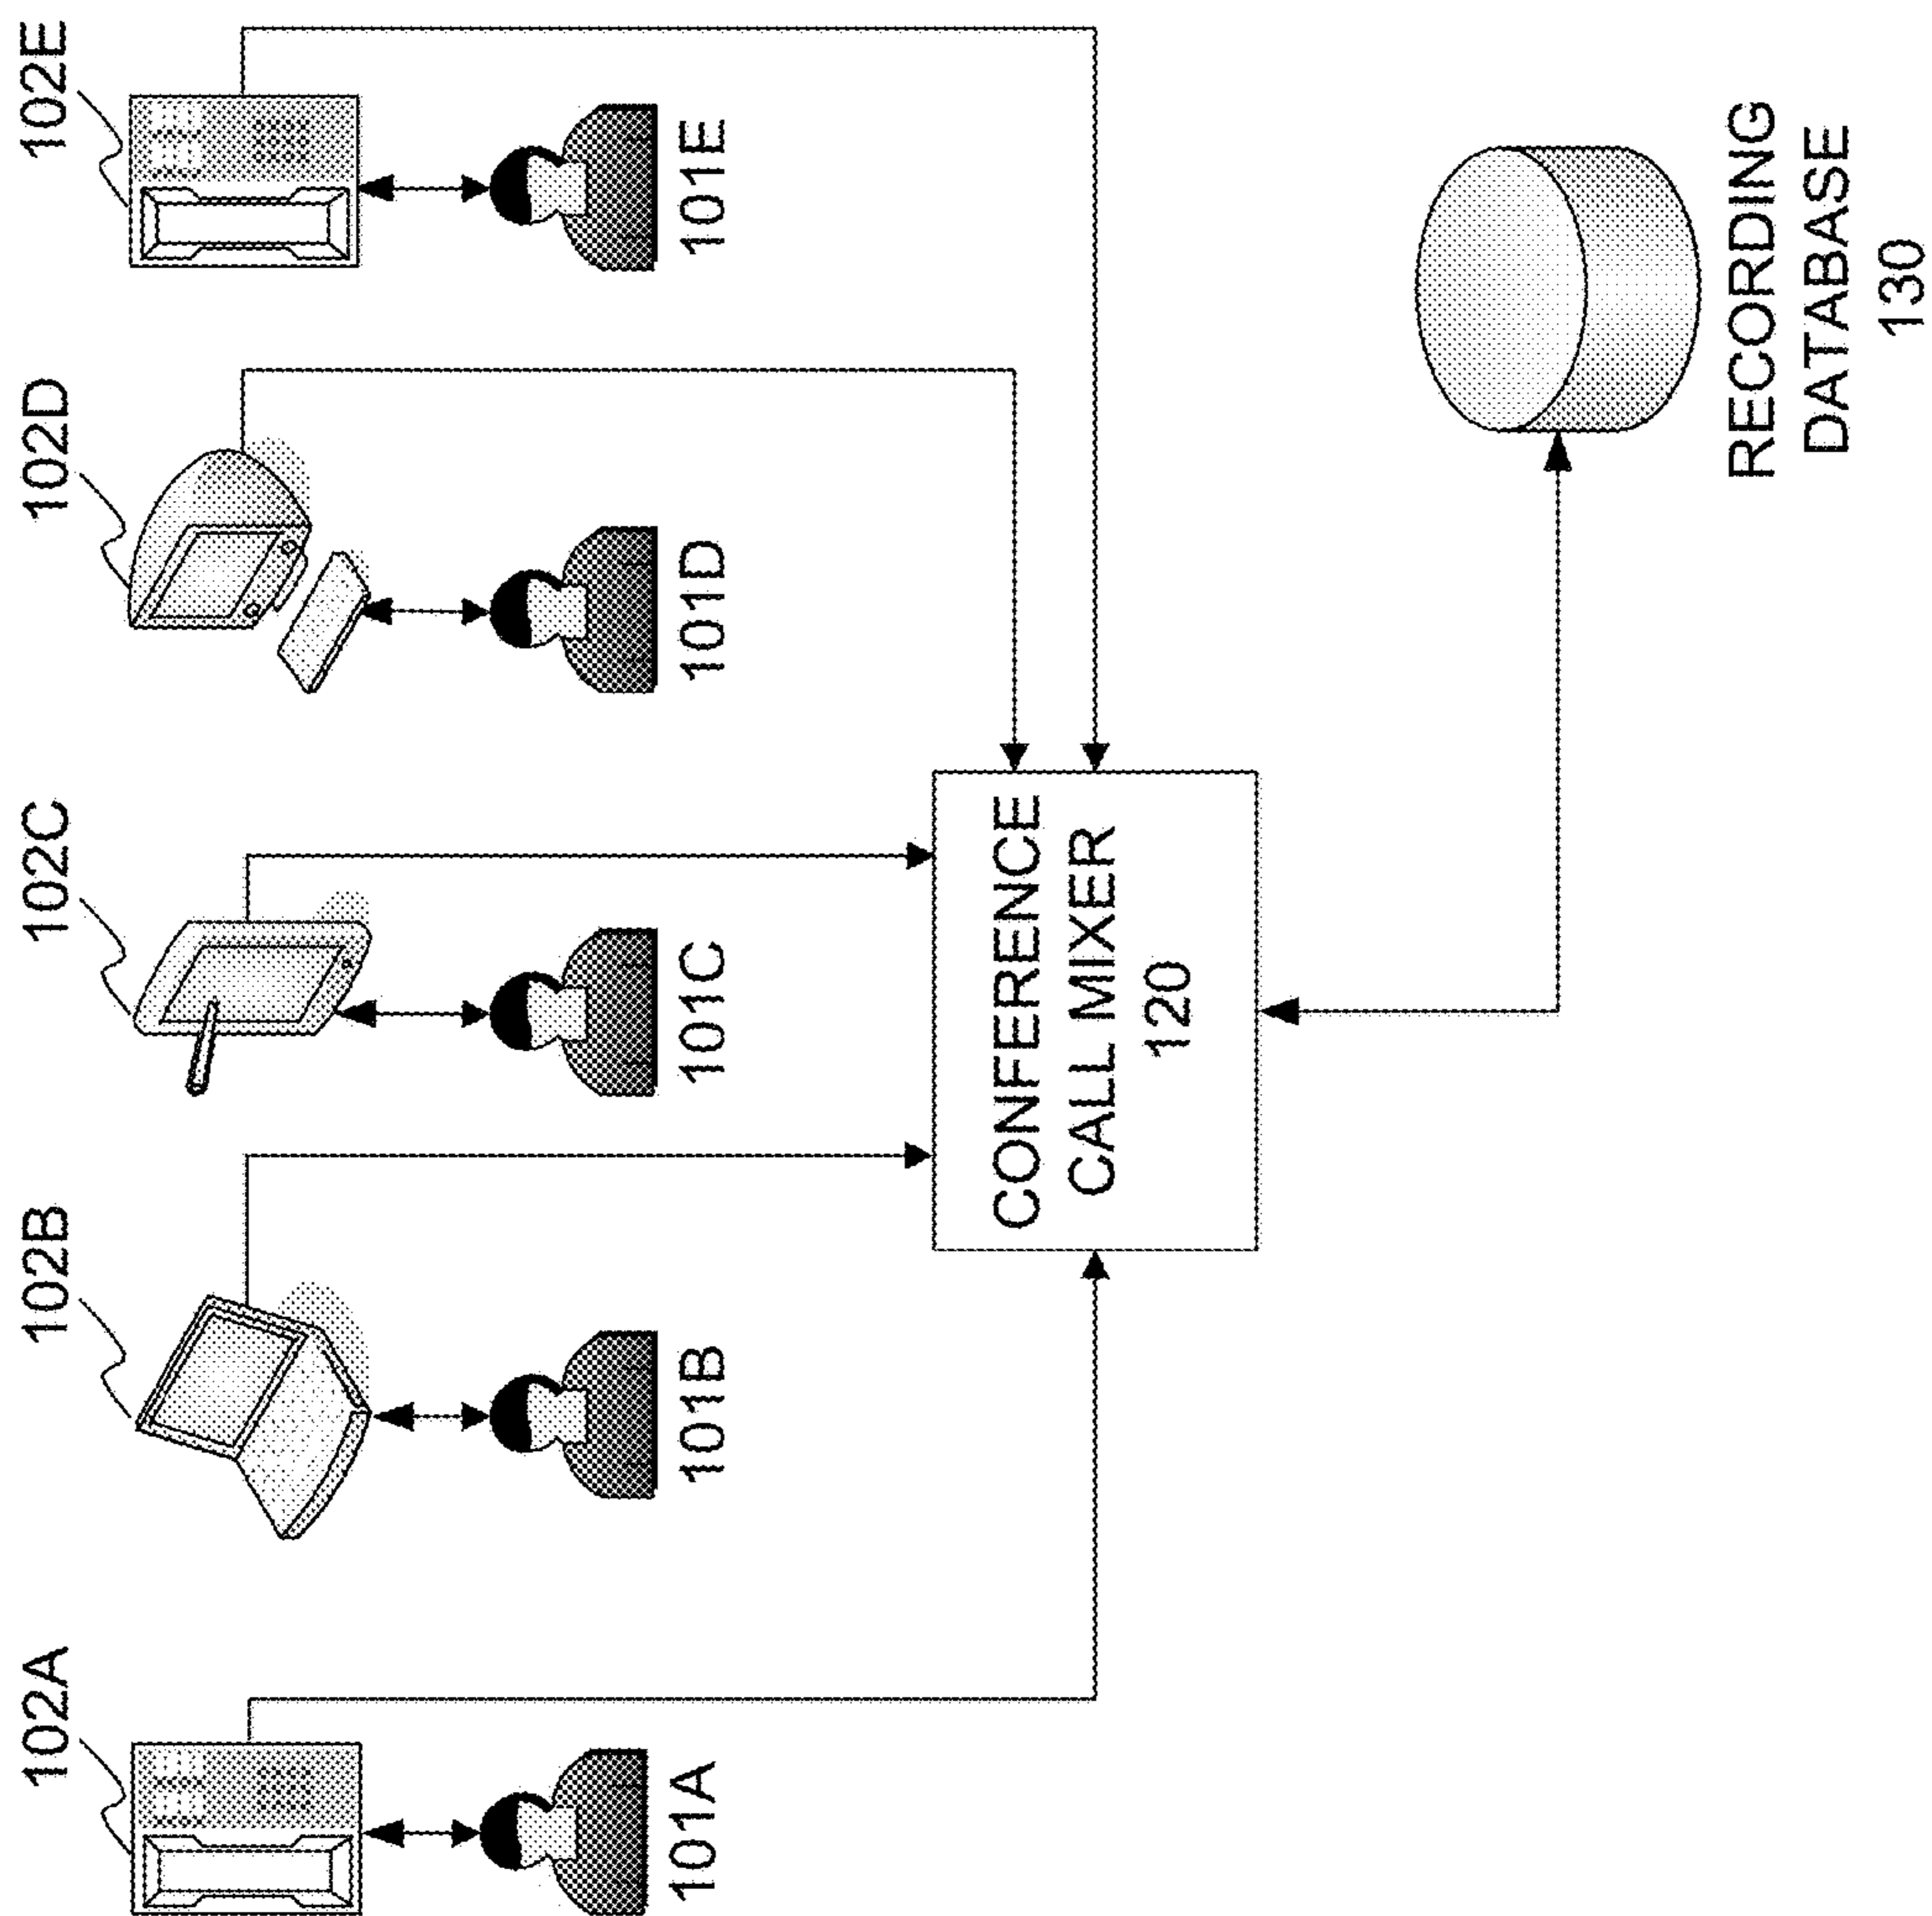 102A
102B
102C
102D
102E
101A
101B
101C
101D
101E
CONFERENCE
CALL MIXER
120
RECORDING
DATABASE
130